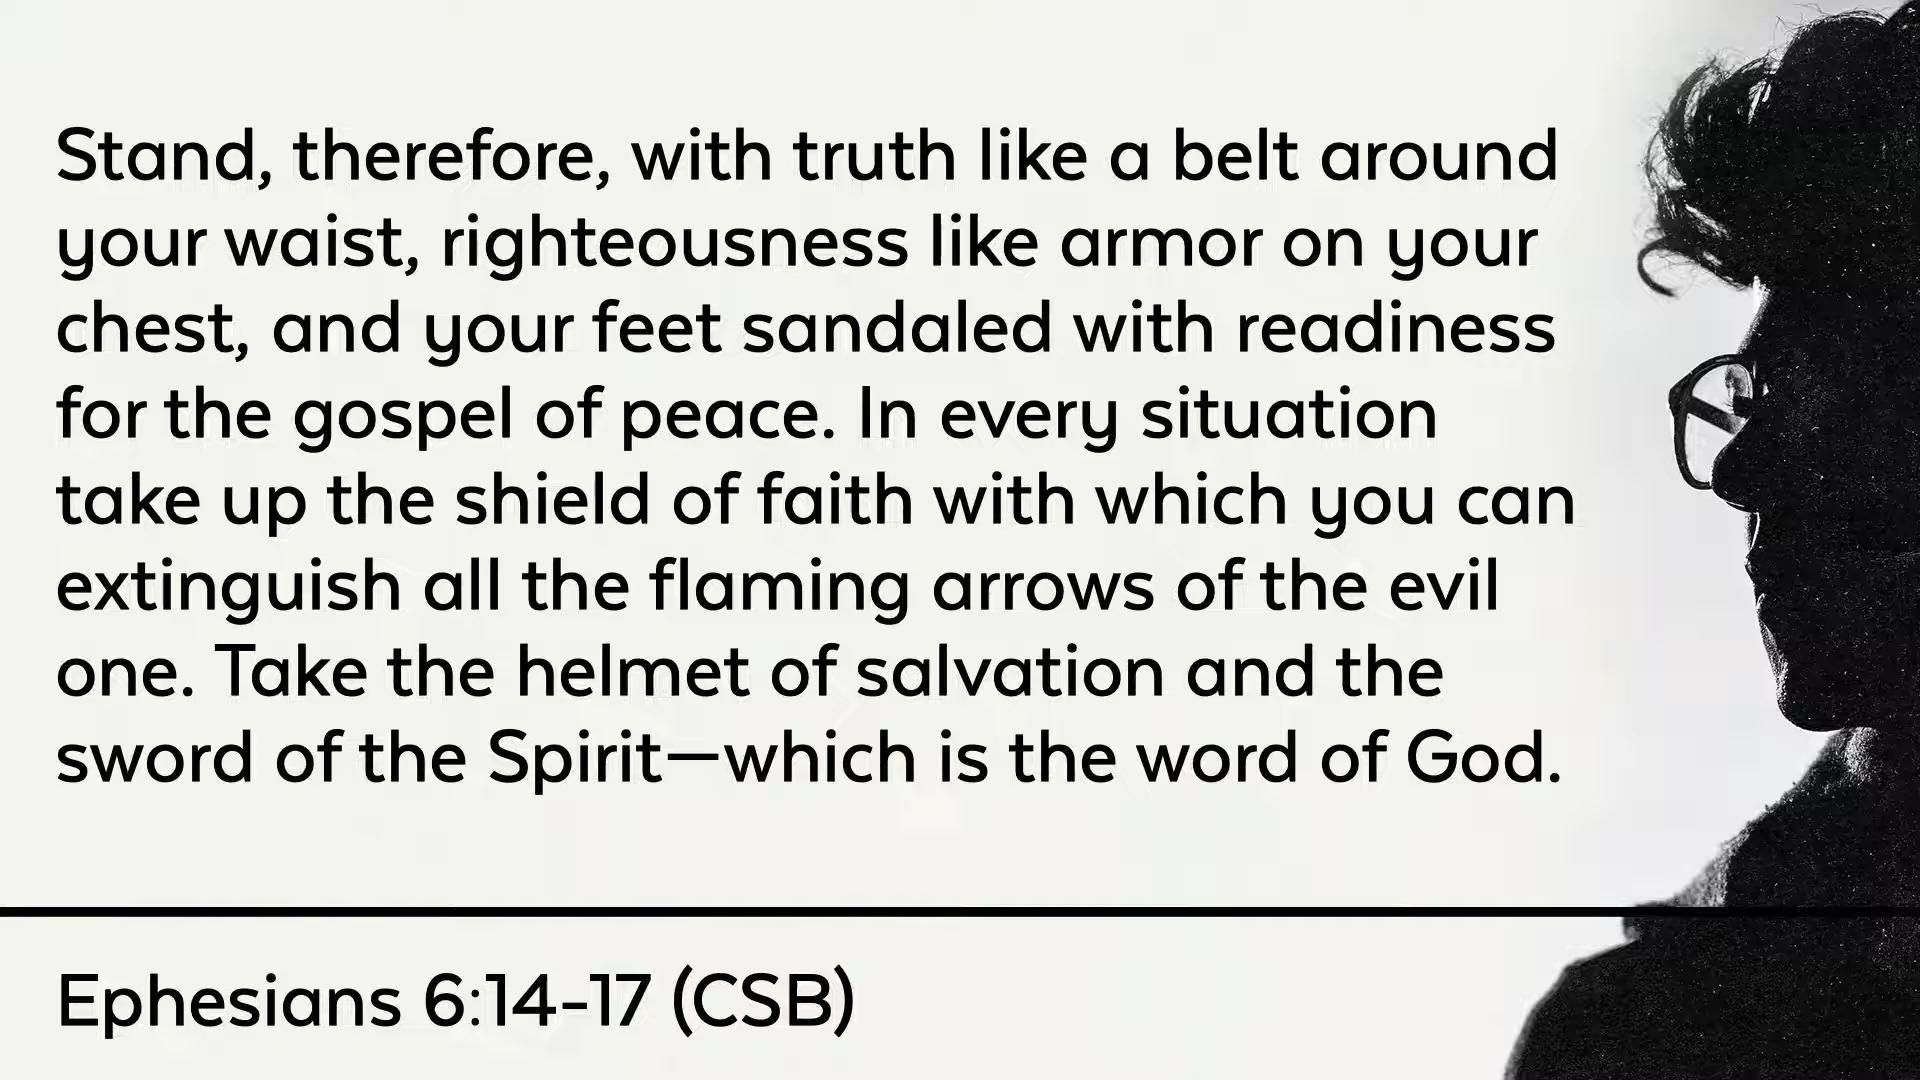 Stand, therefore, with truth like a belt around
your waist, righteousness like armor on your
chest, and your feet sandaled with readiness
for the gospel of peace. In every situation
take up the shield of faith with which you can
extinguish all the flaming arrows of the evil
one. Take the helmet of salvation and the
sword of the Spirit—which is the word of God.
Ephesians 6:14-17 (CSB)